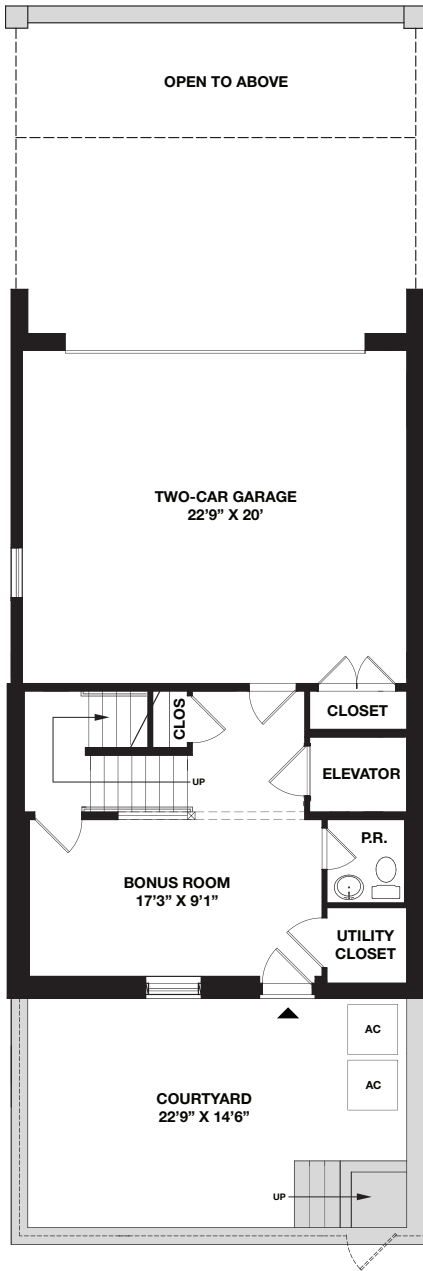 OPEN TO ABOVE
TWO-CAR GARAGE
22'9” X 20'
CLOS
CLOSET
UP
ELEVATOR
P.R.
BONUS ROOM
17'3” X 9'1”
UTILITY
CLOSET
AC
AC
COURTYARD
22'9” X 14'6”
UP